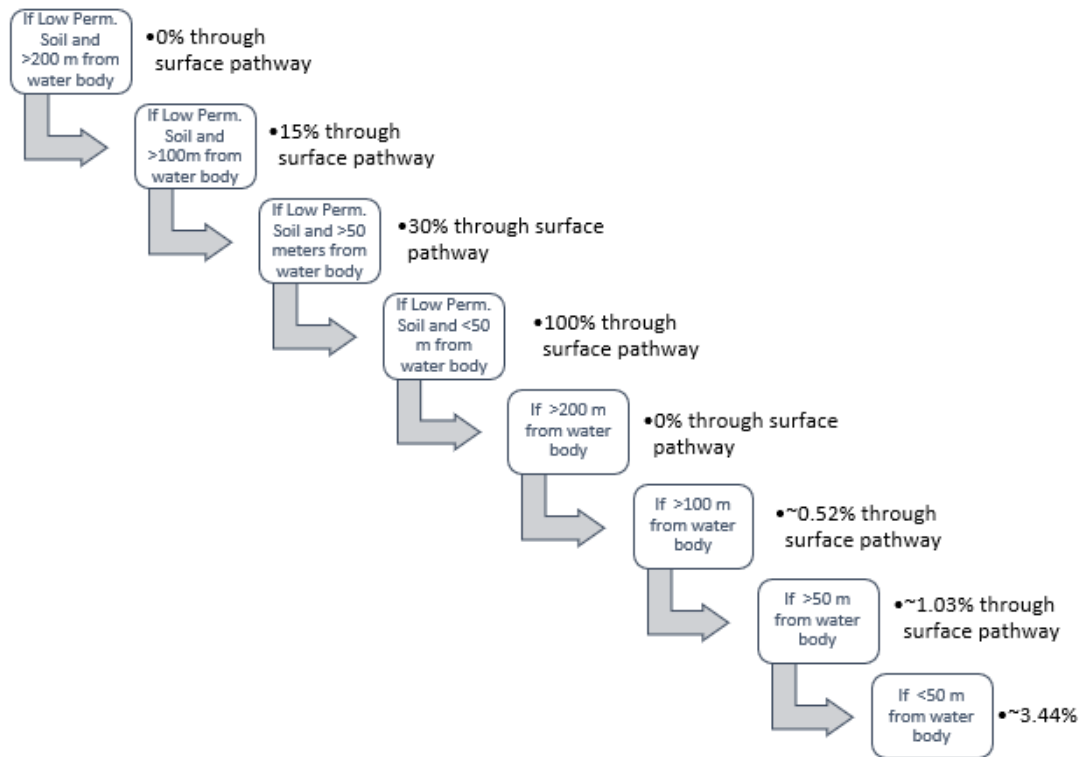 If Low Perm.
Soil and
>200 m from
water body
•0% through
surface pathway
If Low Perm.
Soil and
>100m from
water body
•15% through
surface pathway
If Low Perm.
Soil and >50
meters from
water body
•30% through surface
pathway
If Low Perm.
Soil and <50
m from
water body
•100% through
surface pathway
If >200 m
from water
body
•0% through surface
pathway
If >100 m
from water
body
•~0.52% through
surface pathway
If >50 m
from water
body
•~1.03% through
surface pathway
If <50 m
from water
body
•~3.44%